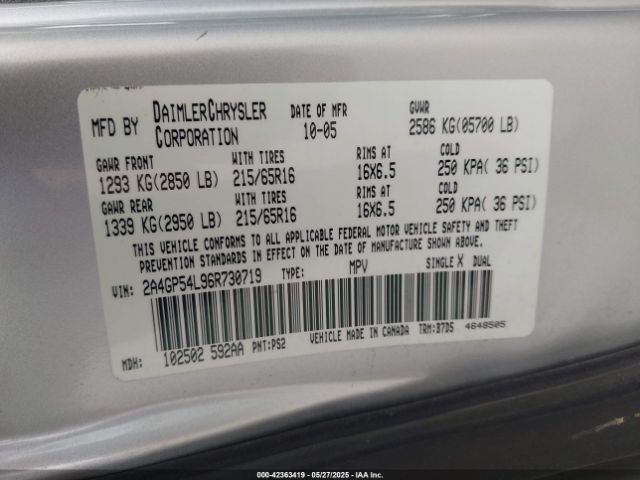 MFD BY DAIMLERCHRYSLER CORPORATION DATE OF MFR 10-05 GVWR 2586 KG(05700 LB)
GAWR FRONT WITH TIRES RIMS AT COLD
1293 KG(2850 LB) 215/65R16 16X6.5 250 KPA( 36 PSI)
GAWR REAR WITH TIRES RIMS AT COLD
1339 KG(2950 LB) 215/65R16 16X6.5 250 KPA( 36 PSI)
THIS VEHICLE CONFORMS TO ALL APPLICABLE FEDERAL MOTOR VEHICLE SAFETY AND THEFT
PREVENTION STANDARDS IN EFFECT ON THE DATE OF MANUFACTURE SHOWN ABOVE.
VIN: 2A4GP54L96R730719 TYPE: MPV SINGLE X DUAL
MDH: 102502 592AA PNT:PS2 VEHICLE MADE IN CANADA TRM:B7D5 4648505
000-42363419 | 05/27/2025 | IAAI.COM